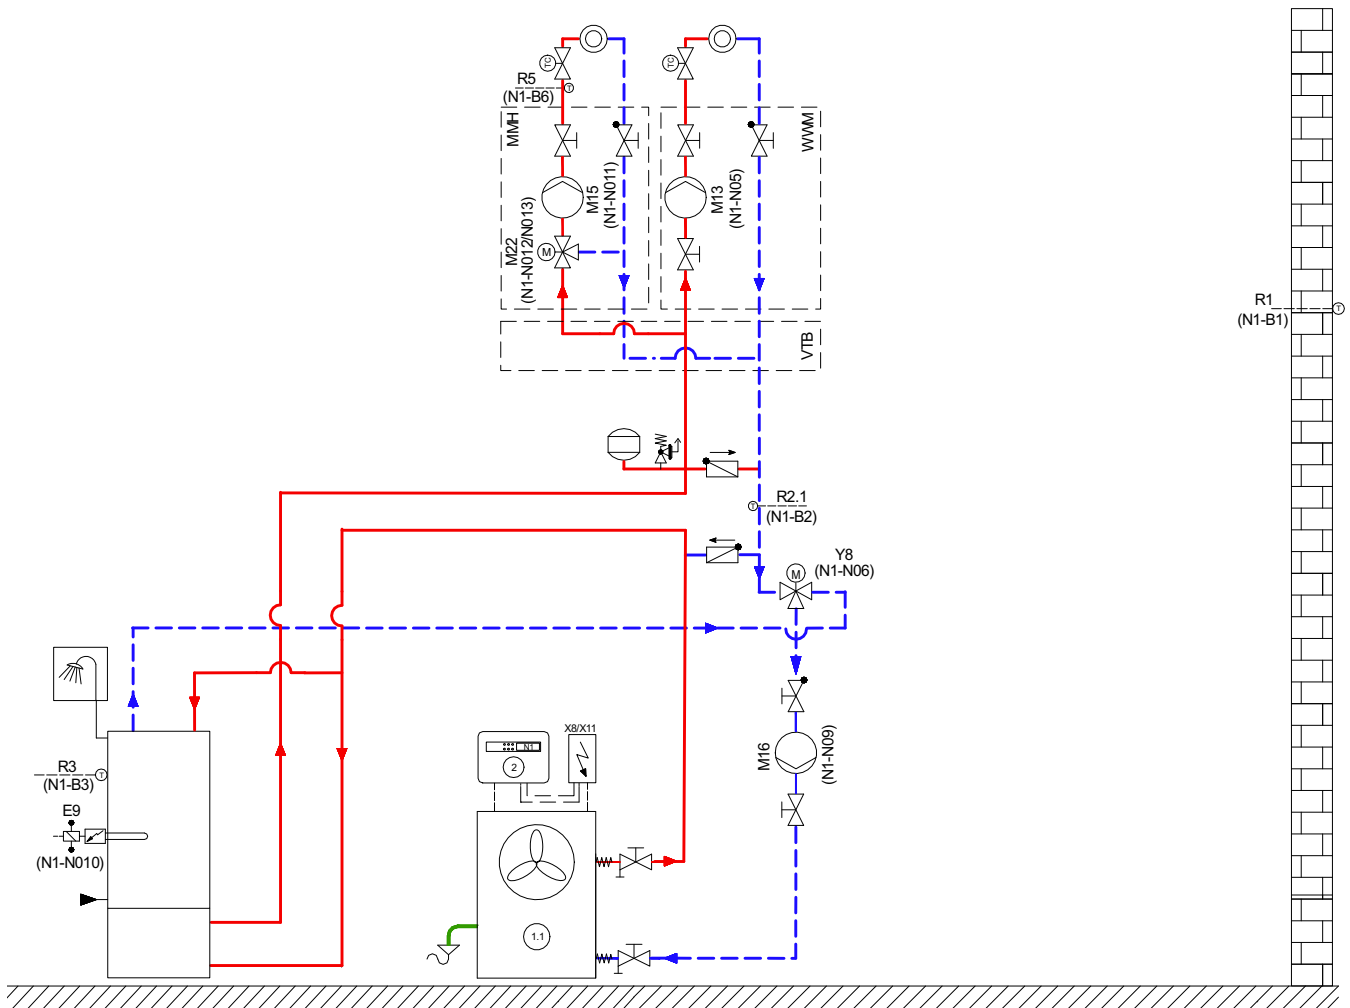 TC
TC
R5
(N1-B6)
T
MMH
WWM
M15
(N1-N011)
M13
(N1-N05)
M22
(N1-N012/N013)
M
VTB
R1
(N1-B1)
T
R2.1
(N1-B2)
T
Y8
(N1-N06)
M
X8/X11
N1
2
M16
(N1-N09)
R3
(N1-B3)
T
E9
(N1-N010)
1.1